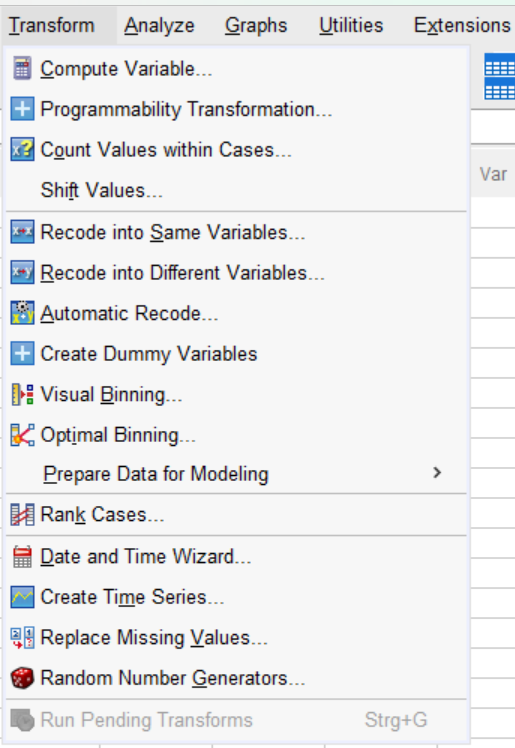 Transform Analyze Graphs Utilities Extensions
Compute Variable...
Programmability Transformation...
Count Values within Cases...
Shift Values...
Var
Recode into Same Variables...
Recode into Different Variables...
Automatic Recode...
Create Dummy Variables
Visual Binning...
Optimal Binning...
Prepare Data for Modeling
Rank Cases...
Date and Time Wizard...
Create Time Series...
Replace Missing Values...
Random Number Generators...
Run Pending Transforms Strg+G